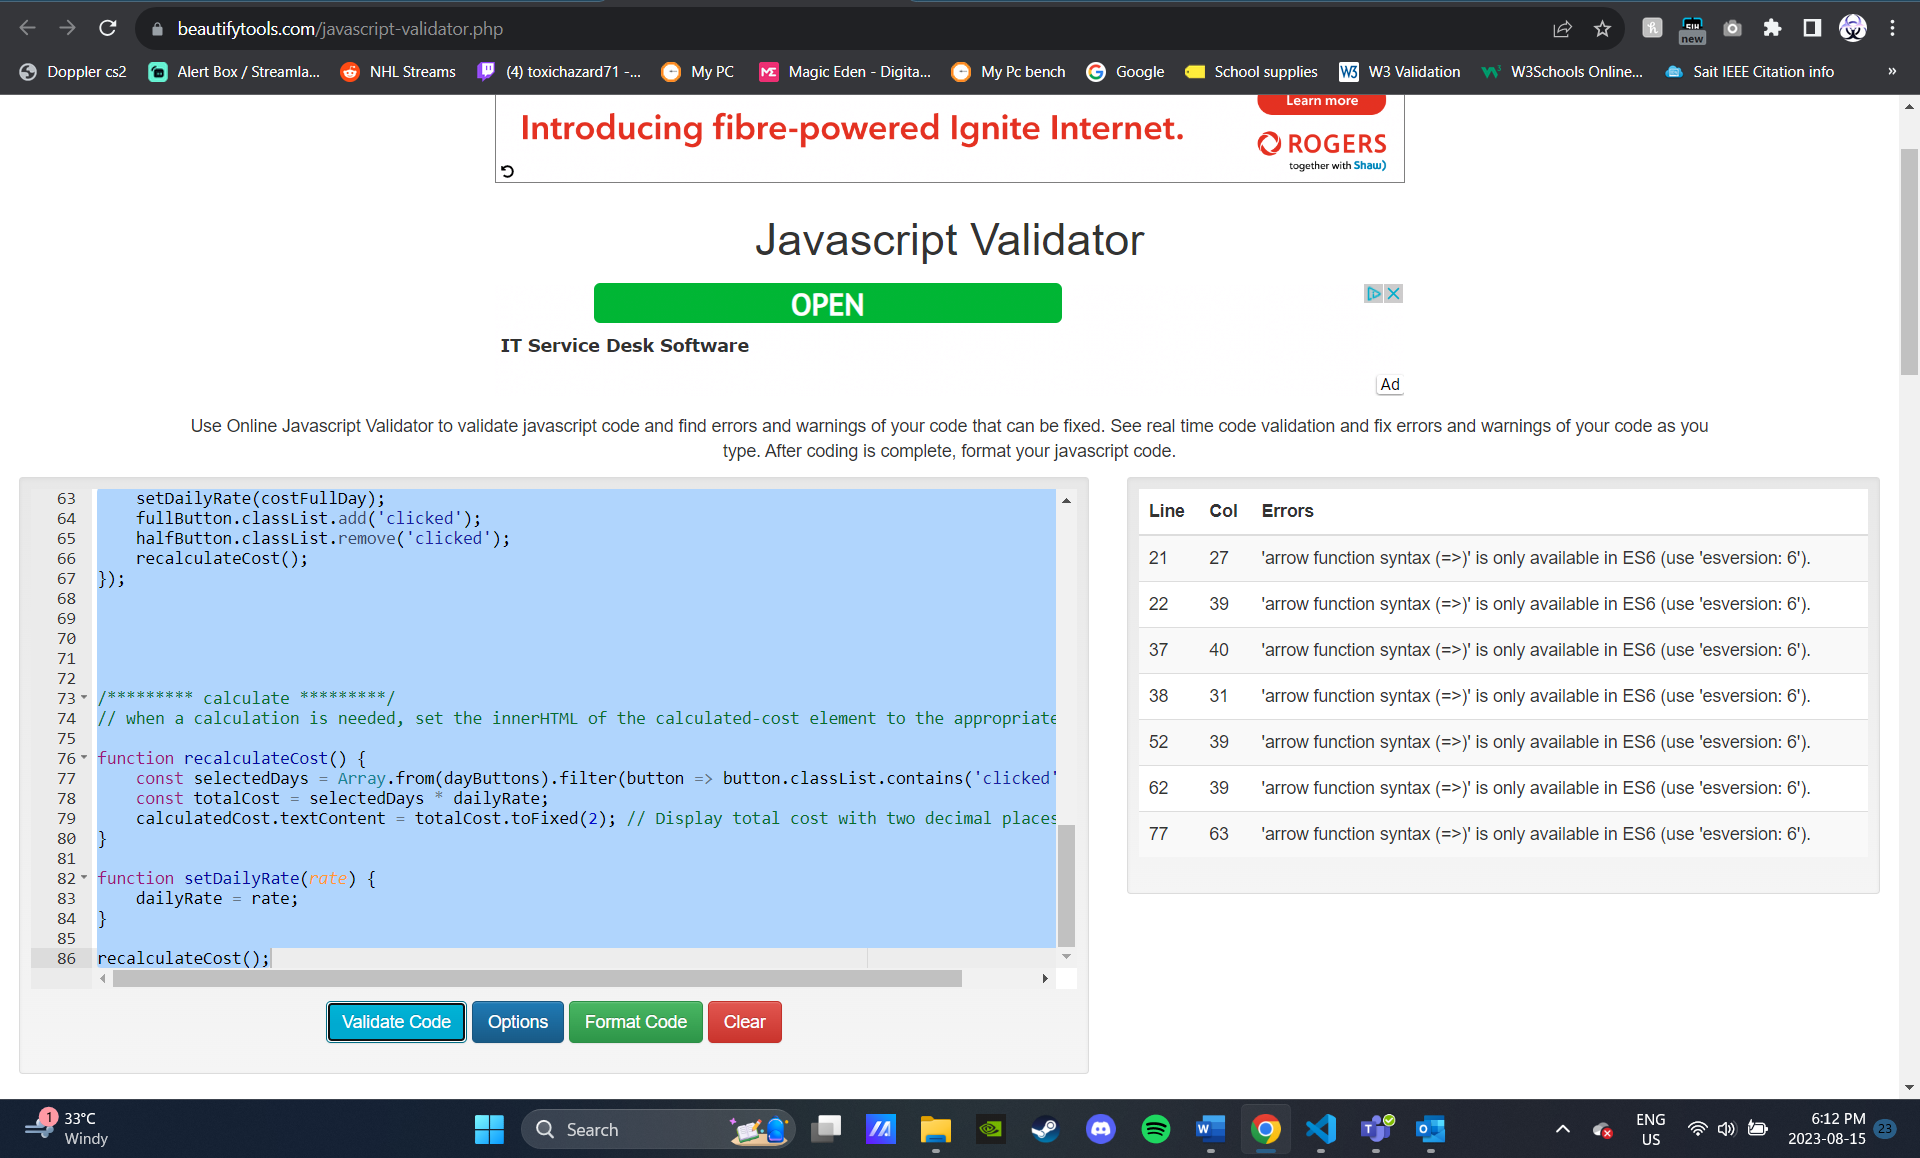 beautifytools.com/javascript-validator.php
new
Doppler cs2
Alert Box / Streamla...
NHL Streams
(4) toxichazard71 -...
My PC
Magic Eden - Digita...
My Pc bench
Google
School supplies
W3 Validation
W3Schools Online...
Sait IEEE Citation info
»
Learn more
Introducing fibre-powered Ignite Internet.
ROGERS
together with Shaw)
Javascript Validator
OPEN
IT Service Desk Software
Ad
Use Online Javascript Validator to validate javascript code and find errors and warnings of your code that can be fixed. See real time code validation and fix errors and warnings of your code as you
type. After coding is complete, format your javascript code.
63 setDailyRate(costFullDay);
64 fullButton.classList.add('clicked');
65 halfButton.classList.remove('clicked');
66 recalculateCost();
67 });
68
69
70
71
72
73 /********* calculate *********/
74 // when a calculation is needed, set the innerHTML of the calculated-cost element to the appropriate
75
76 function recalculateCost() {
77 const selectedDays = Array.from(dayButtons).filter(button => button.classList.contains('clicked'
78 const totalCost = selectedDays * dailyRate;
79 calculatedCost.textContent = totalCost.toFixed(2); // Display total cost with two decimal places
80 }
81
82 function setDailyRate(rate) {
83 dailyRate = rate;
84 }
85
86 recalculateCost();
Validate Code
Options
Format Code
Clear
Line Col Errors
21 27 'arrow function syntax (=>)' is only available in ES6 (use 'esversion: 6').
22 39 'arrow function syntax (=>)' is only available in ES6 (use 'esversion: 6').
37 40 'arrow function syntax (=>)' is only available in ES6 (use 'esversion: 6').
38 31 'arrow function syntax (=>)' is only available in ES6 (use 'esversion: 6').
52 39 'arrow function syntax (=>)' is only available in ES6 (use 'esversion: 6').
62 39 'arrow function syntax (=>)' is only available in ES6 (use 'esversion: 6').
77 63 'arrow function syntax (=>)' is only available in ES6 (use 'esversion: 6').
1
33°C
Windy
Search
ENG
US
6:12 PM
2023-08-15
23